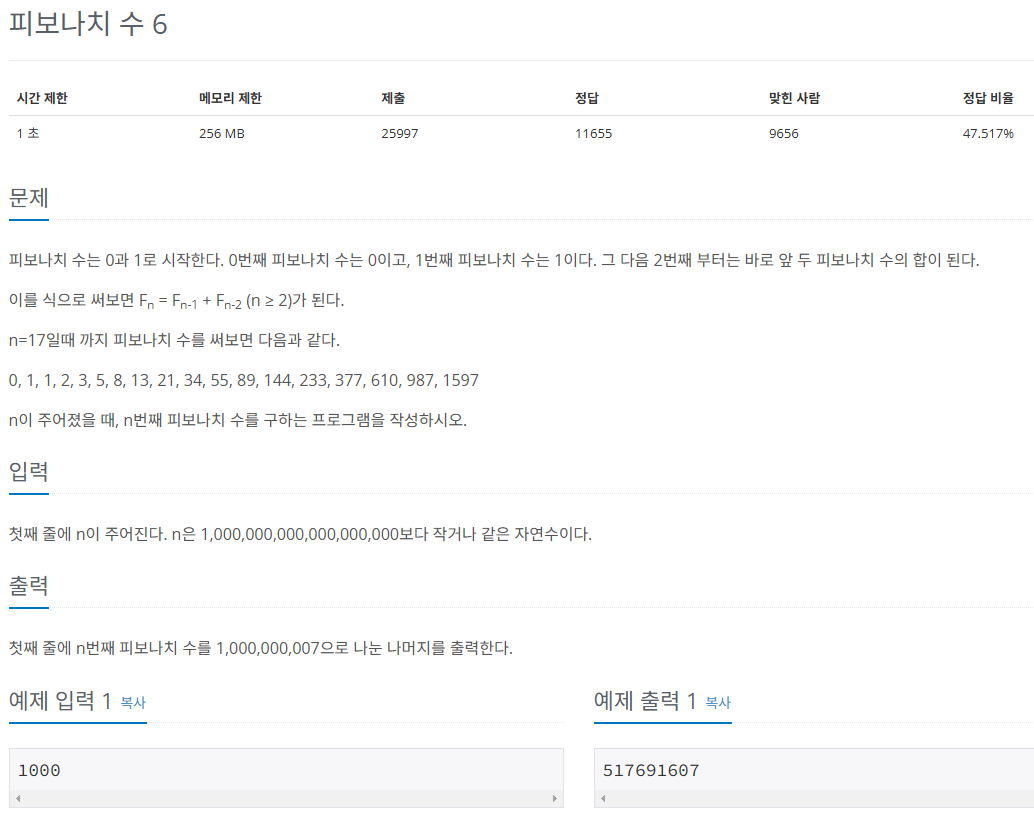 피보나치 수 6
시간 제한 메모리 제한 제출 정답 맞힌 사람 정답 비율
1 초 256 MB 25997 11655 9656 47.517%
문제
피보나치 수는 0과 1로 시작한다. 0번째 피보나치 수는 0이고, 1번째 피보나치 수는 1이다. 그 다음 2번째 부터는 바로 앞 두 피보나치 수의 합이 된다.
이를 식으로 써보면 Fn = Fn-1 + Fn-2 (n ≥ 2)가 된다.
n=17일때 까지 피보나치 수를 써보면 다음과 같다.
0, 1, 1, 2, 3, 5, 8, 13, 21, 34, 55, 89, 144, 233, 377, 610, 987, 1597
n이 주어졌을 때, n번째 피보나치 수를 구하는 프로그램을 작성하시오.
입력
첫째 줄에 n이 주어진다. n은 1,000,000,000,000,000,000보다 작거나 같은 자연수이다.
출력
첫째 줄에 n번째 피보나치 수를 1,000,000,007으로 나눈 나머지를 출력한다.
예제 입력 1 복사 예제 출력 1 복사
1000 517691607